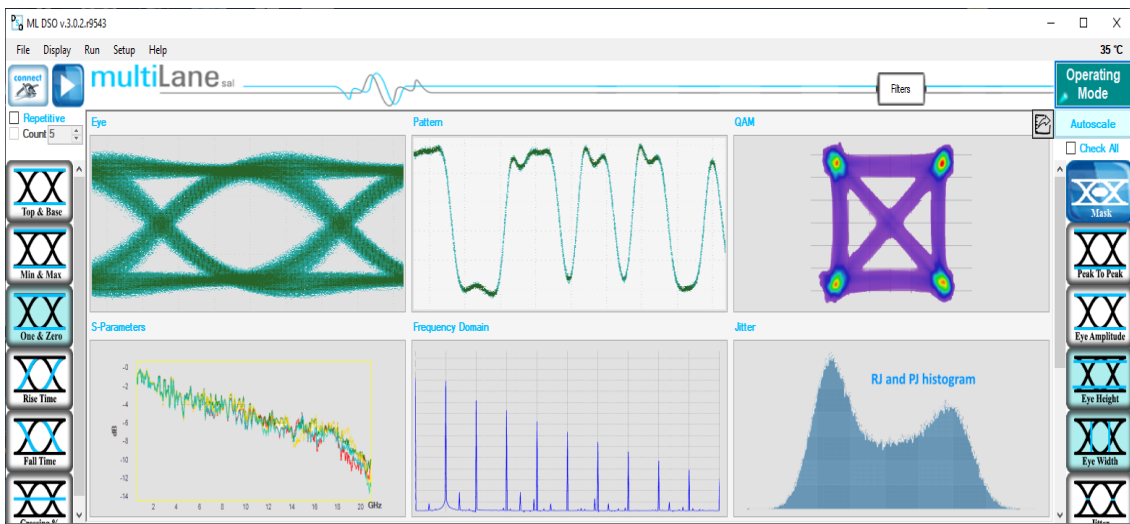 ML DSO v.3.0.2.r9543
File Display Run Setup Help
35 °C
connect
multiLane sal
Filters
Operating
Mode
Repetitive
Count 5
Autoscale
Check All
Eye
Pattern
QAM
Top & Base
Min & Max
One & Zero
Rise Time
Fall Time
Crossing %
Mask
Peak To Peak
Eye Amplitude
Eye Height
Eye Width
Jitter
S-Parameters
Frequency Domain
Jitter
-0
-2
-4
-6
-8
-10
-12
-14
dB
2 4 6 8 10 12 14 16 18 20 GHz
RJ and PJ histogram